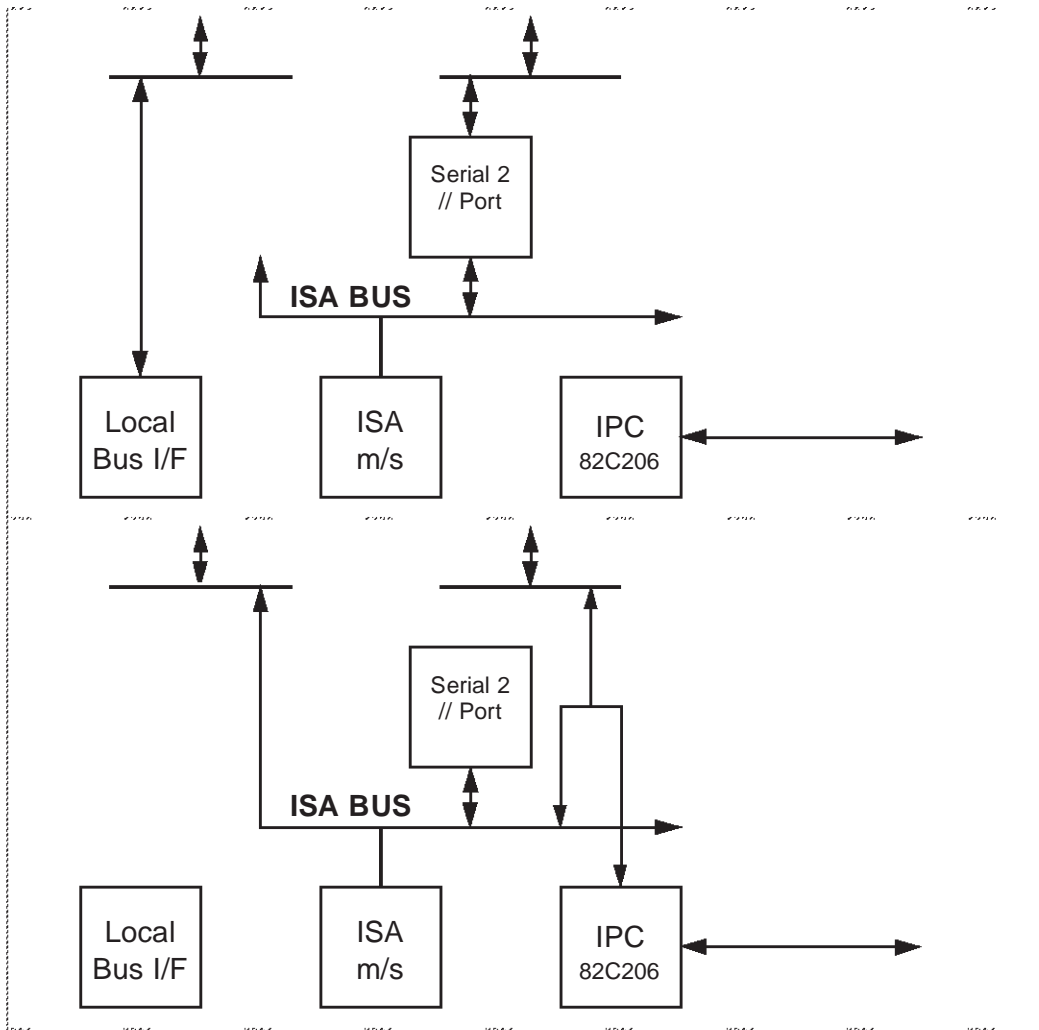 Serial 2
// Port
ISA BUS
Local
Bus I/F
ISA
m/s
IPC
82C206
Serial 2
// Port
ISA BUS
Local
Bus I/F
ISA
m/s
IPC
82C206